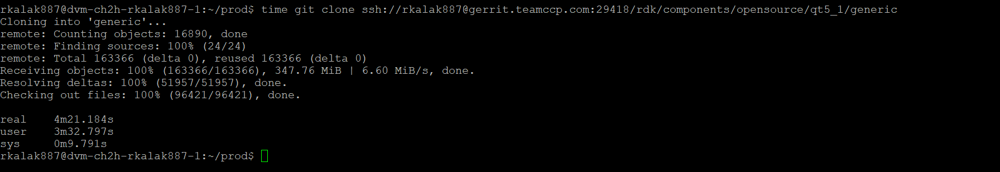 rkalak887@dvm-ch2h-rkalak887-1:~/prod$ time git clone ssh://rkalak887@gerrit.teamccp.com:29418/rdk/components/opensource/qt5_1/generic
Cloning into 'generic'...
remote: Counting objects: 16890, done
remote: Finding sources: 100% (24/24)
remote: Total 163366 (delta 0), reused 163366 (delta 0)
Receiving objects: 100% (163366/163366), 347.76 MiB | 6.60 MiB/s, done.
Resolving deltas: 100% (51957/51957), done.
Checking out files: 100% (96421/96421), done.

real    4m21.184s
user    3m32.797s
sys     0m9.791s
rkalak887@dvm-ch2h-rkalak887-1:~/prod$